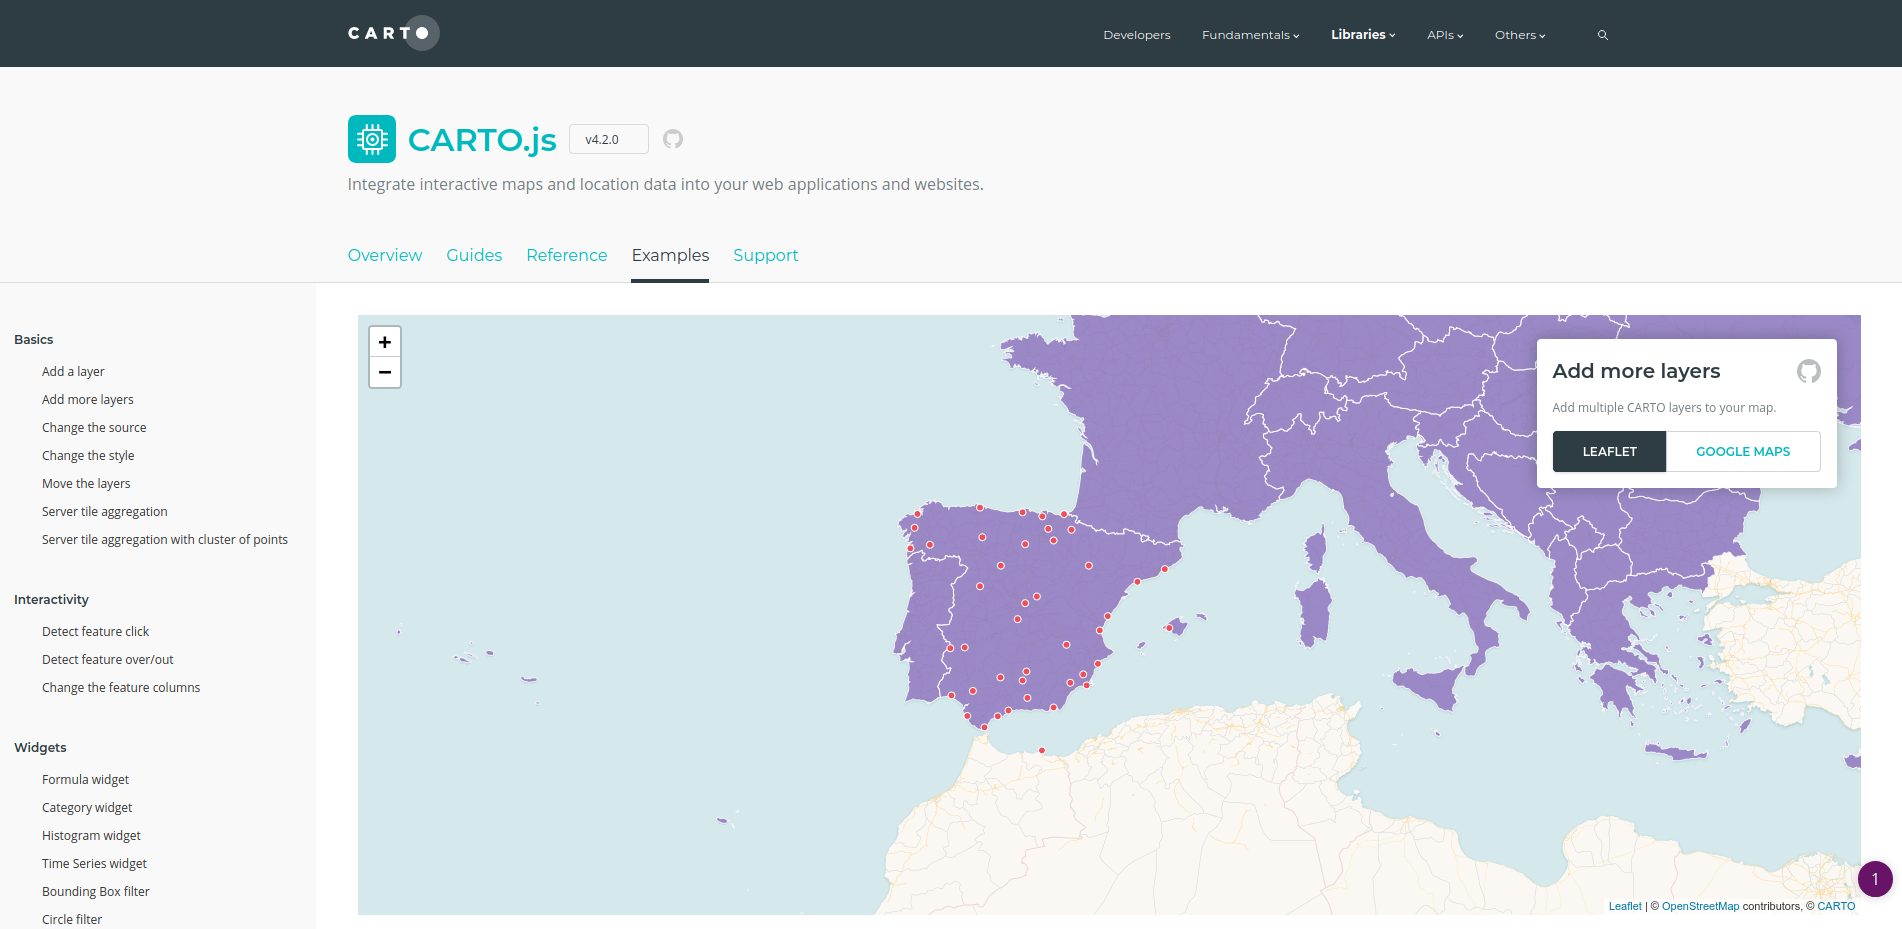 CARTO
Developers Fundamentals Libraries APIs Others
CARTO.js v4.2.0
Integrate interactive maps and location data into your web applications and websites.
Overview Guides Reference Examples Support
Basics
Add a layer
Add more layers
Change the source
Change the style
Move the layers
Server tile aggregation
Server tile aggregation with cluster of points
Interactivity
Detect feature click
Detect feature over/out
Change the feature columns
Widgets
Formula widget
Category widget
Histogram widget
Time Series widget
Bounding Box filter
Circle filter
+
−
Add more layers
Add multiple CARTO layers to your map.
LEAFLET GOOGLE MAPS
1
Leaflet | © OpenStreetMap contributors, © CARTO